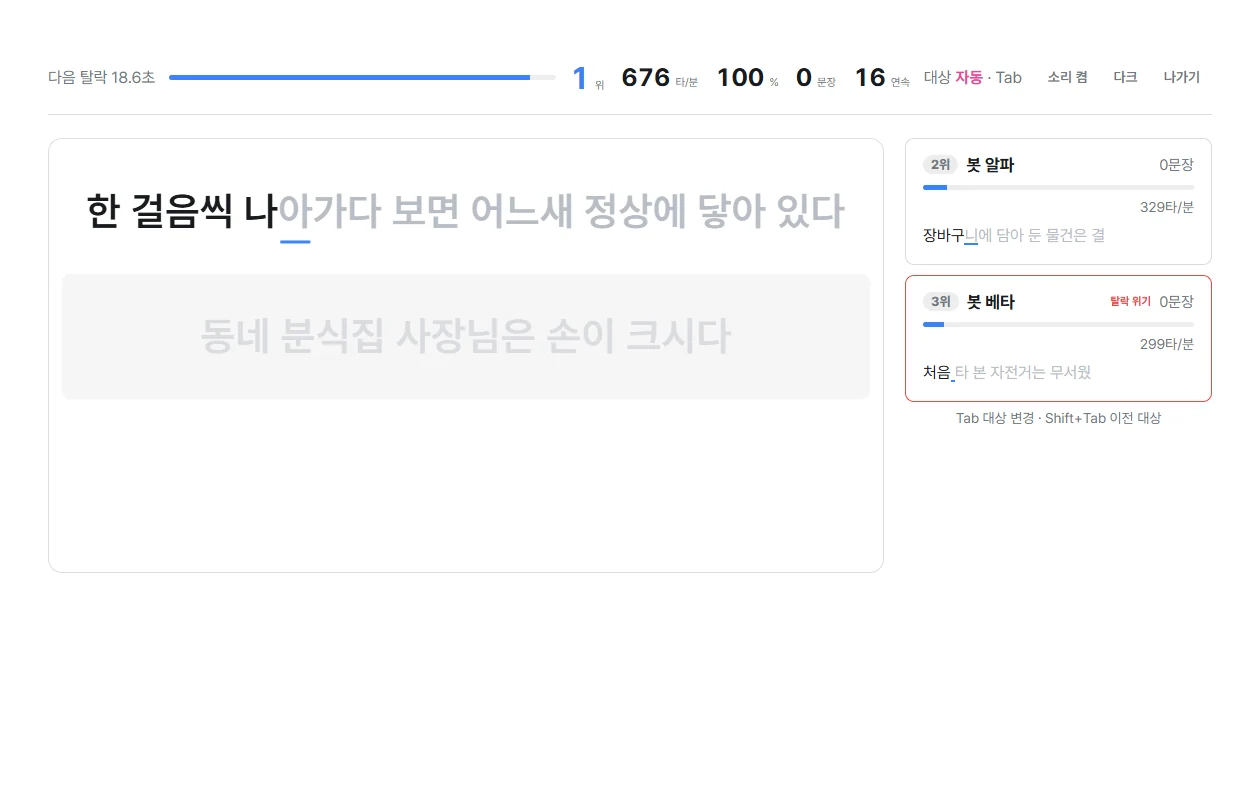 다음 탈락 18.6초 1 위 676 타/분 100 % 0 문장 16 연속 대상 자동 · Tab 소리 켬 다크 나가기
한 걸음씩 나아가다 보면 어느새 정상에 닿아 있다
동네 분식집 사장님은 손이 크시다
2위 봇 알파 0문장
329타/분
장바구니에 담아 둔 물건은 결
3위 봇 베타 탈락 위기 0문장
299타/분
처음 타 본 자전거는 무서웠
Tab 대상 변경 · Shift+Tab 이전 대상